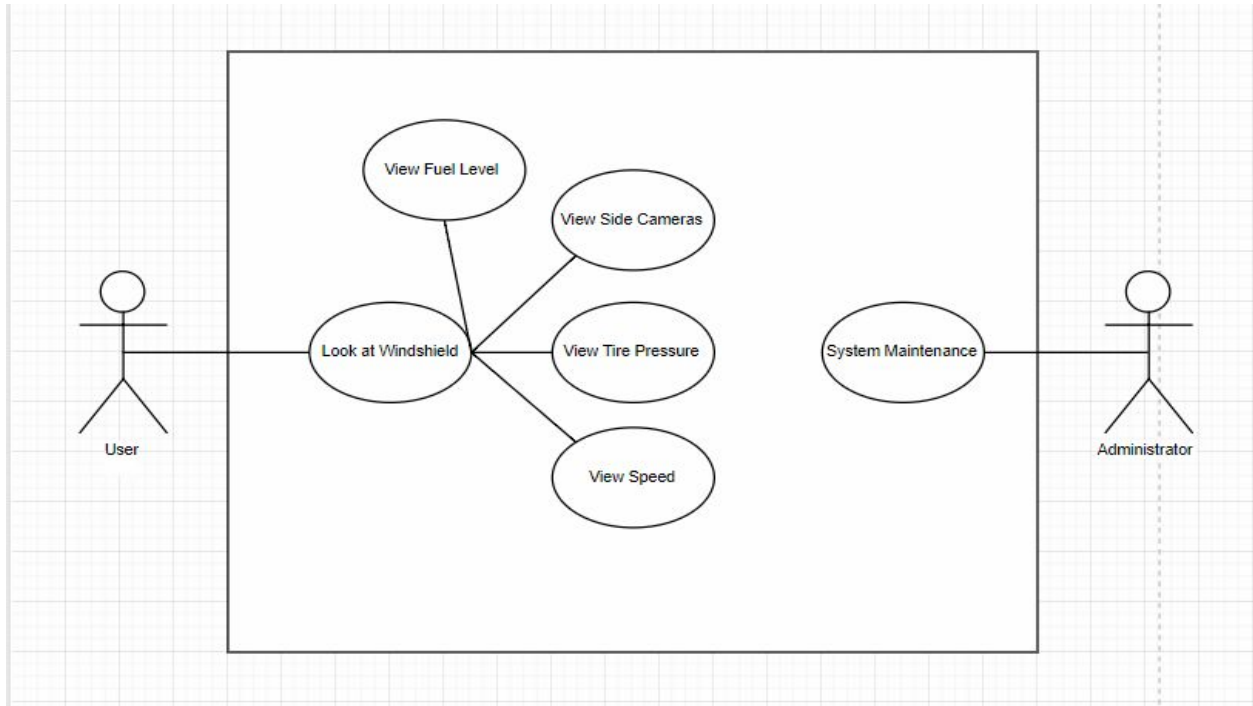 View Fuel Level
View Side Cameras
Look at Windshield
View Tire Pressure
System Maintenance
User
Administrator
View Speed